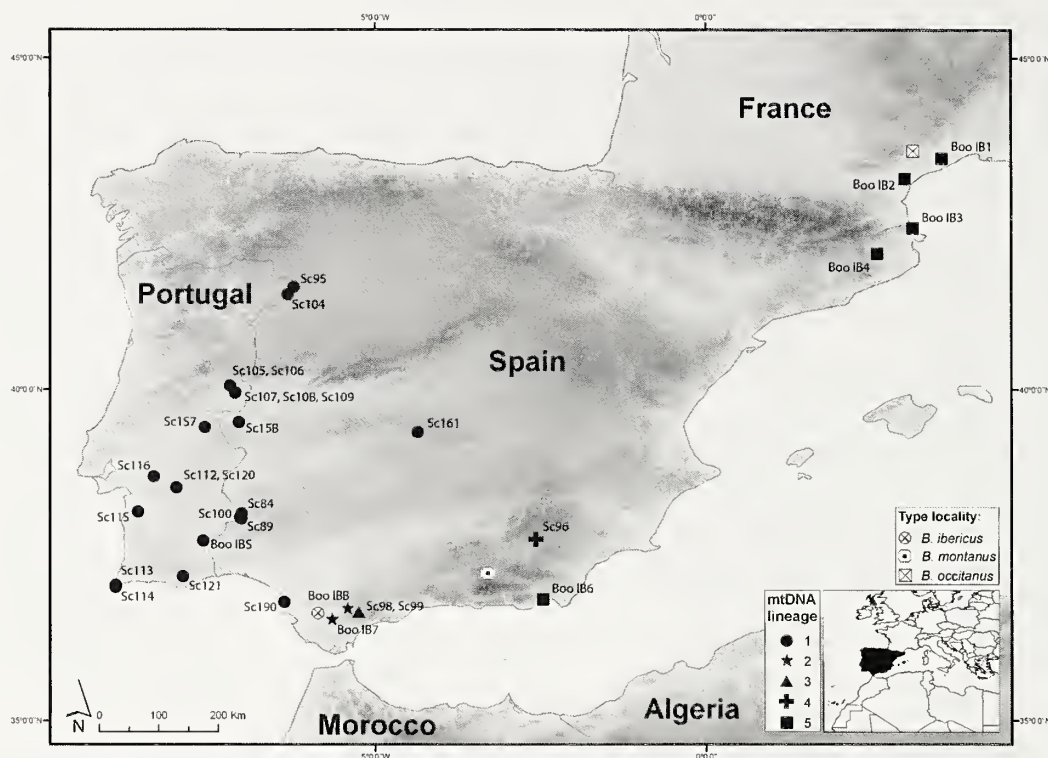 5°0'0"W
0°0'0"
45°0'0"N
45°0'0"N
France
Boo IB1
Boo IB2
Boo IB3
Boo IB4
Sc95
Portugal
Sc104
Spain
Sc105, Sc106
40°0'0"N
40°0'0"N
Sc107, Sc108, Sc109
Sc157
Sc158
Sc161
Sc116
Sc112, Sc120
Sc84
Sc115
Sc100
Sc89
Sc96
Boo IB5
Type locality:
B. ibericus
B. montanus
B. occitanus
Sc113
Sc121
Sc114
Boo IB6
Sc190
Boo IB8
Sc98, Sc99
Boo IB7
mtDNA
lineage
1
2
3
4
5
N
0 100 200 Km
35°0'0"N
35°0'0"N
Morocco
Algeria
5°0'0"W
0°0'0"